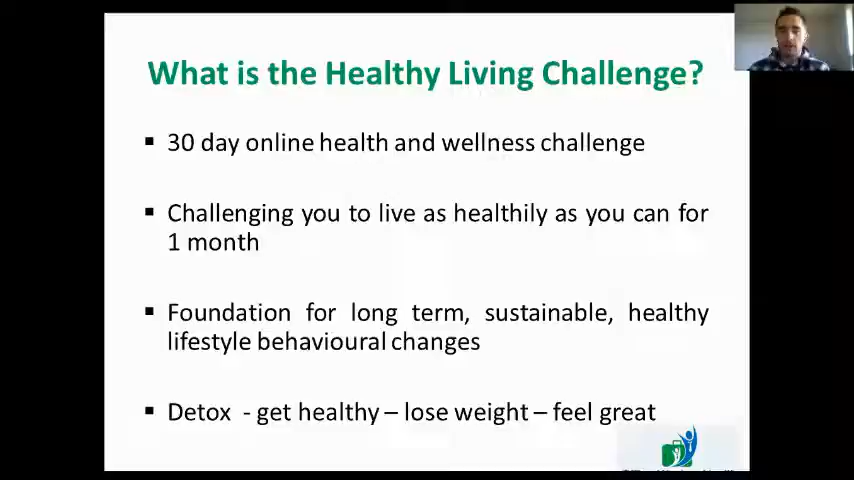 What is the Healthy Living Challenge?
▪ 30 day online health and wellness challenge
▪ Challenging you to live as healthily as you can for
1 month
▪ Foundation for long term, sustainable, healthy
lifestyle behavioural changes
▪ Detox - get healthy – lose weight – feel great